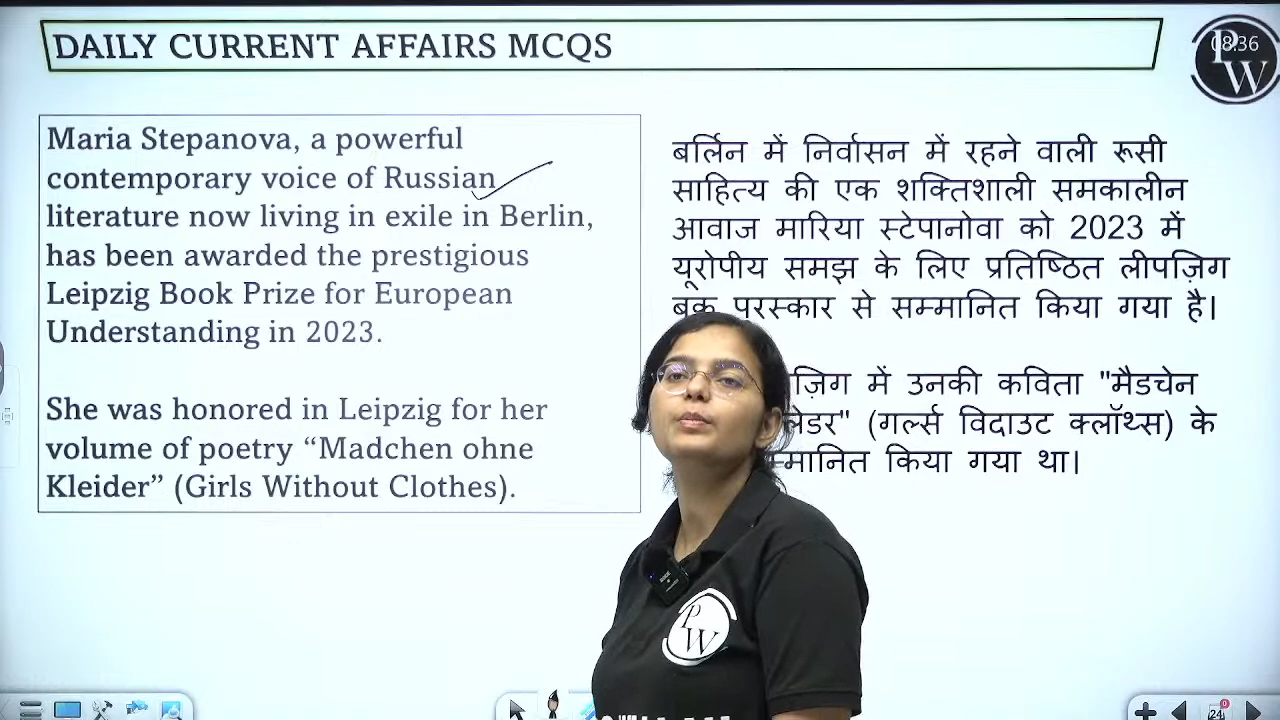 DAILY CURRENT AFFAIRS MCQS
08:36
PW
Maria Stepanova, a powerful
contemporary voice of Russian
literature now living in exile in Berlin,
has been awarded the prestigious
Leipzig Book Prize for European
Understanding in 2023.
She was honored in Leipzig for her
volume of poetry “Madchen ohne
Kleider” (Girls Without Clothes).
बर्लिन में निर्वासन में रहने वाली रूसी
साहित्य की एक शक्तिशाली समकालीन
आवाज मारिया स्टेपानोवा को 2023 में
यूरोपीय समझ के लिए प्रतिष्ठित लीपज़िग
बुक पुरस्कार से सम्मानित किया गया है।
में उनकी कविता "मैडचेन
(गर्ल्स विदाउट क्लॉथ्स) के
किया गया था।
PW
24